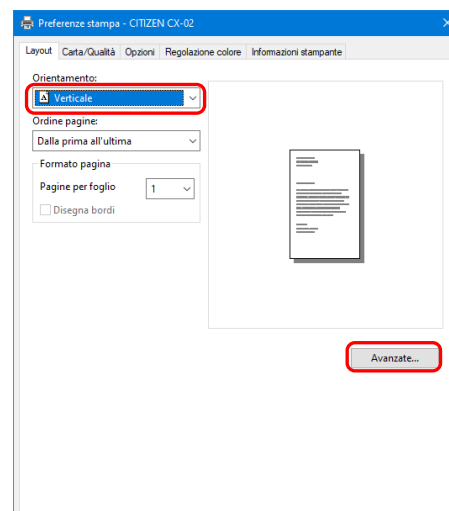 Preferenze stampa - CITIZEN CX-02
Layout Carta/Qualità Opzioni Regolazione colore Informazioni stampante
Orientamento:
Verticale
Ordine pagine:
Dalla prima all'ultima
Formato pagina
Pagine per foglio 1
Disegna bordi
Avanzate...